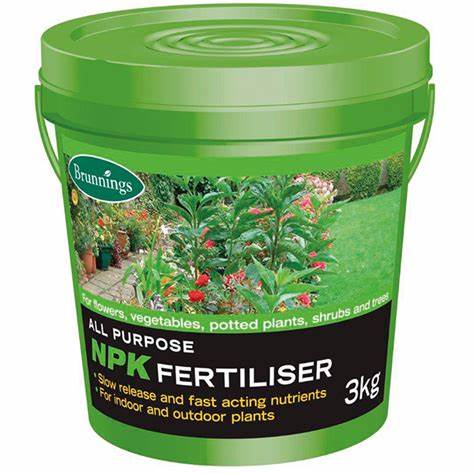 Brunnings
For flowers, vegetables, potted plants, shrubs and trees
ALL PURPOSE
NPK FERTILISER
• Slow release and fast acting nutrients
• For indoor and outdoor plants
3kg